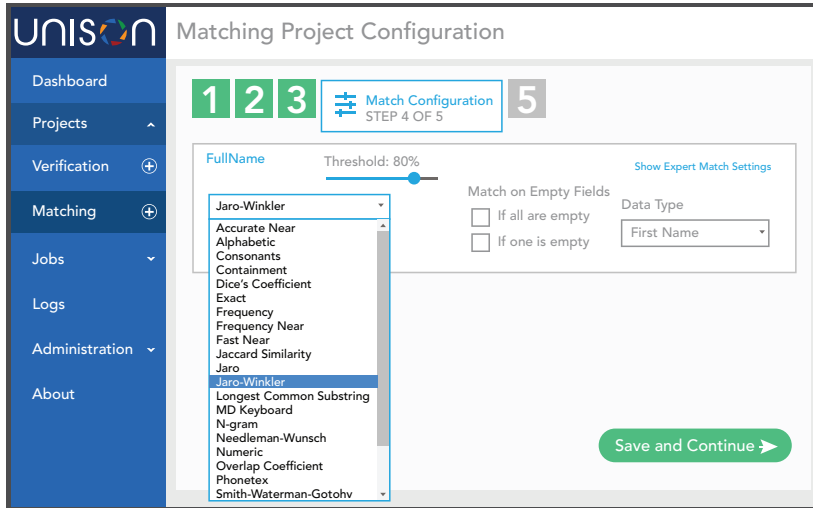 UNISON
Matching Project Configuration
Dashboard
Projects
Verification
Matching
Jobs
Logs
Administration
About
1 2 3
Match Configuration
STEP 4 OF 5
5
FullName
Threshold: 80%
Show Expert Match Settings
Jaro-Winkler
Match on Empty Fields
If all are empty
If one is empty
Data Type
First Name
Accurate Near
Alphabetic
Consonants
Containment
Dice's Coefficient
Exact
Frequency
Frequency Near
Fast Near
Jaccard Similarity
Jaro
Jaro-Winkler
Longest Common Substring
MD Keyboard
N-gram
Needleman-Wunsch
Numeric
Overlap Coefficient
Phonetex
Smith-Waterman-Gotohv
Save and Continue